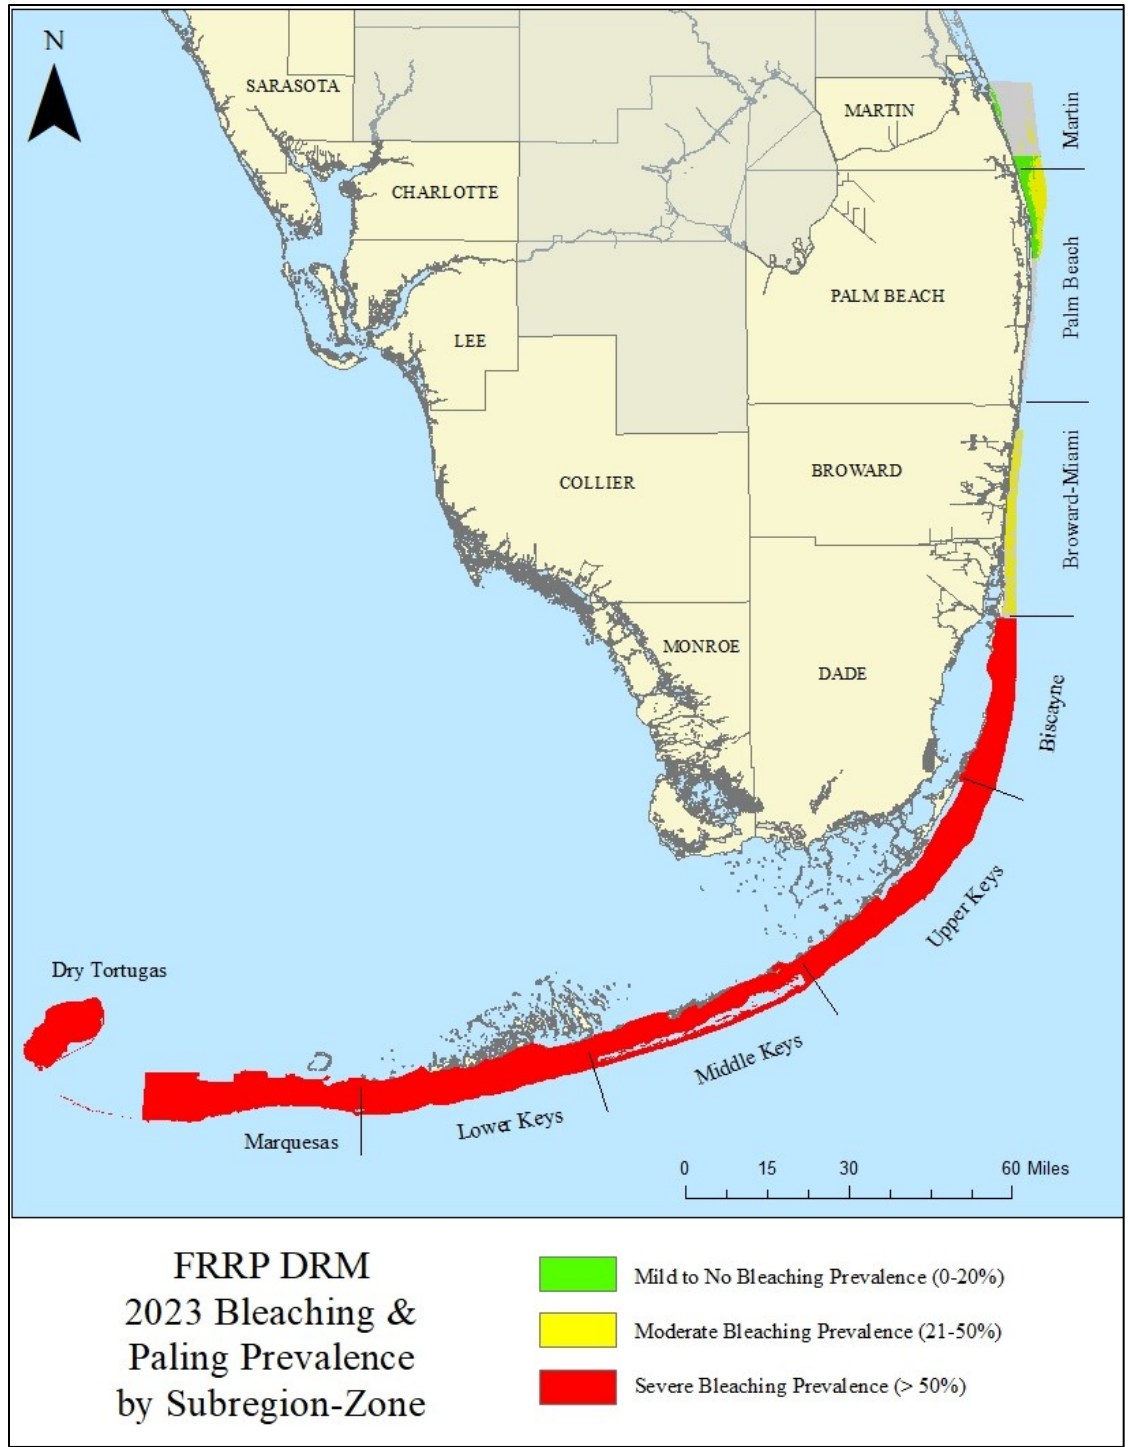 N
SARASOTA
MARTIN
Martin
CHARLOTTE
PALM BEACH
Palm Beach
LEE
COLLIER
BROWARD
Broward-Miami
MONROE
DADE
Biscayne
Upper Keys
Dry Tortugas
Middle Keys
Lower Keys
Marquesas
0 15 30 60 Miles
FRRP DRM
2023 Bleaching &
Paling Prevalence
by Subregion-Zone
Mild to No Bleaching Prevalence (0-20%)
Moderate Bleaching Prevalence (21-50%)
Severe Bleaching Prevalence (> 50%)